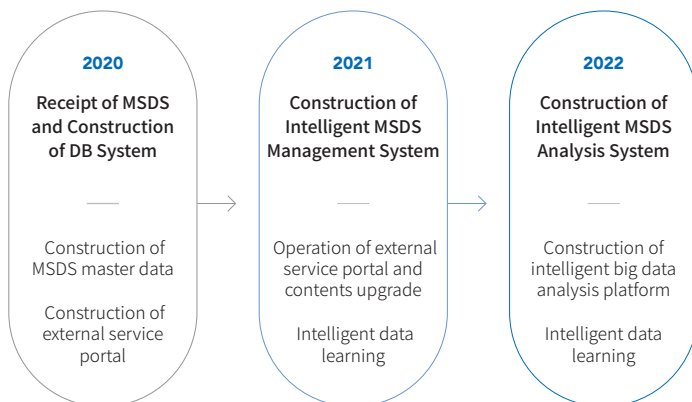 2020
Receipt of MSDS
and Construction
of DB System
Construction of
MSDS master data
Construction of
external service
portal
2021
Construction of
Intelligent MSDS
Management System
Operation of external
service portal and
contents upgrade
Intelligent data
learning
2022
Construction of
Intelligent MSDS
Analysis System
Construction of
intelligent big data
analysis platform
Intelligent data
learning